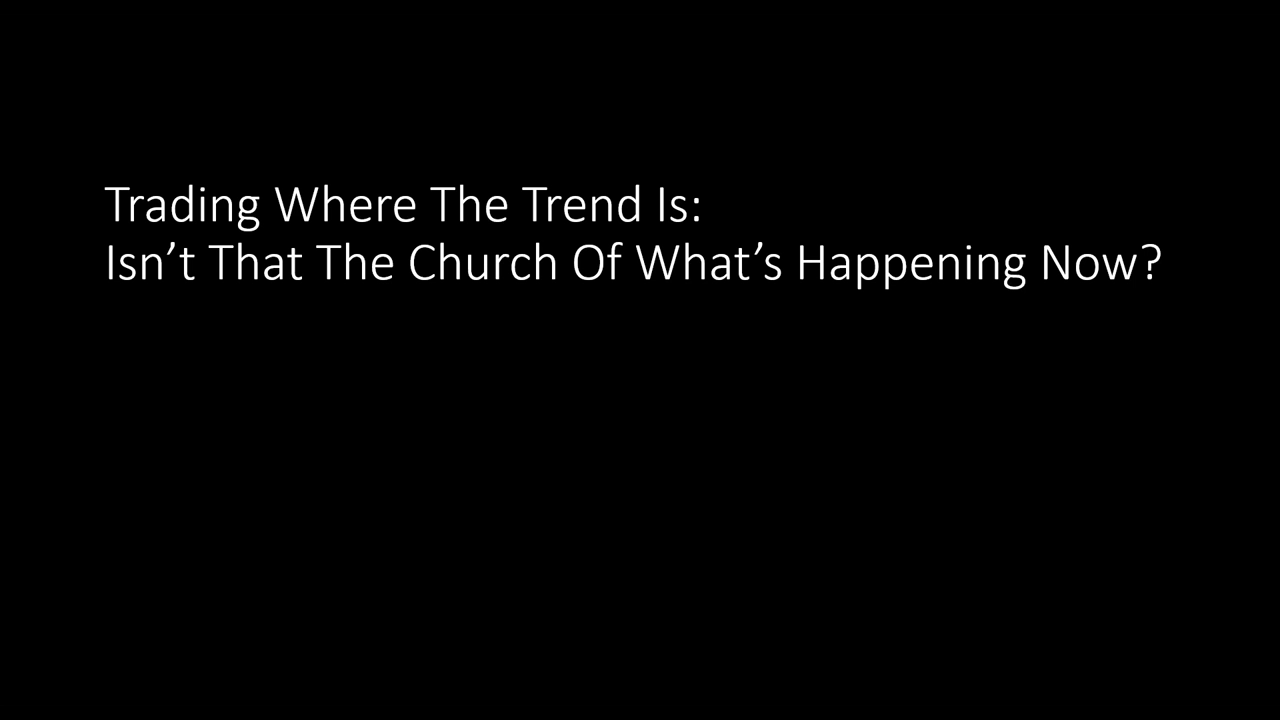 Trading Where The Trend Is:
Isn’t That The Church Of What’s Happening Now?